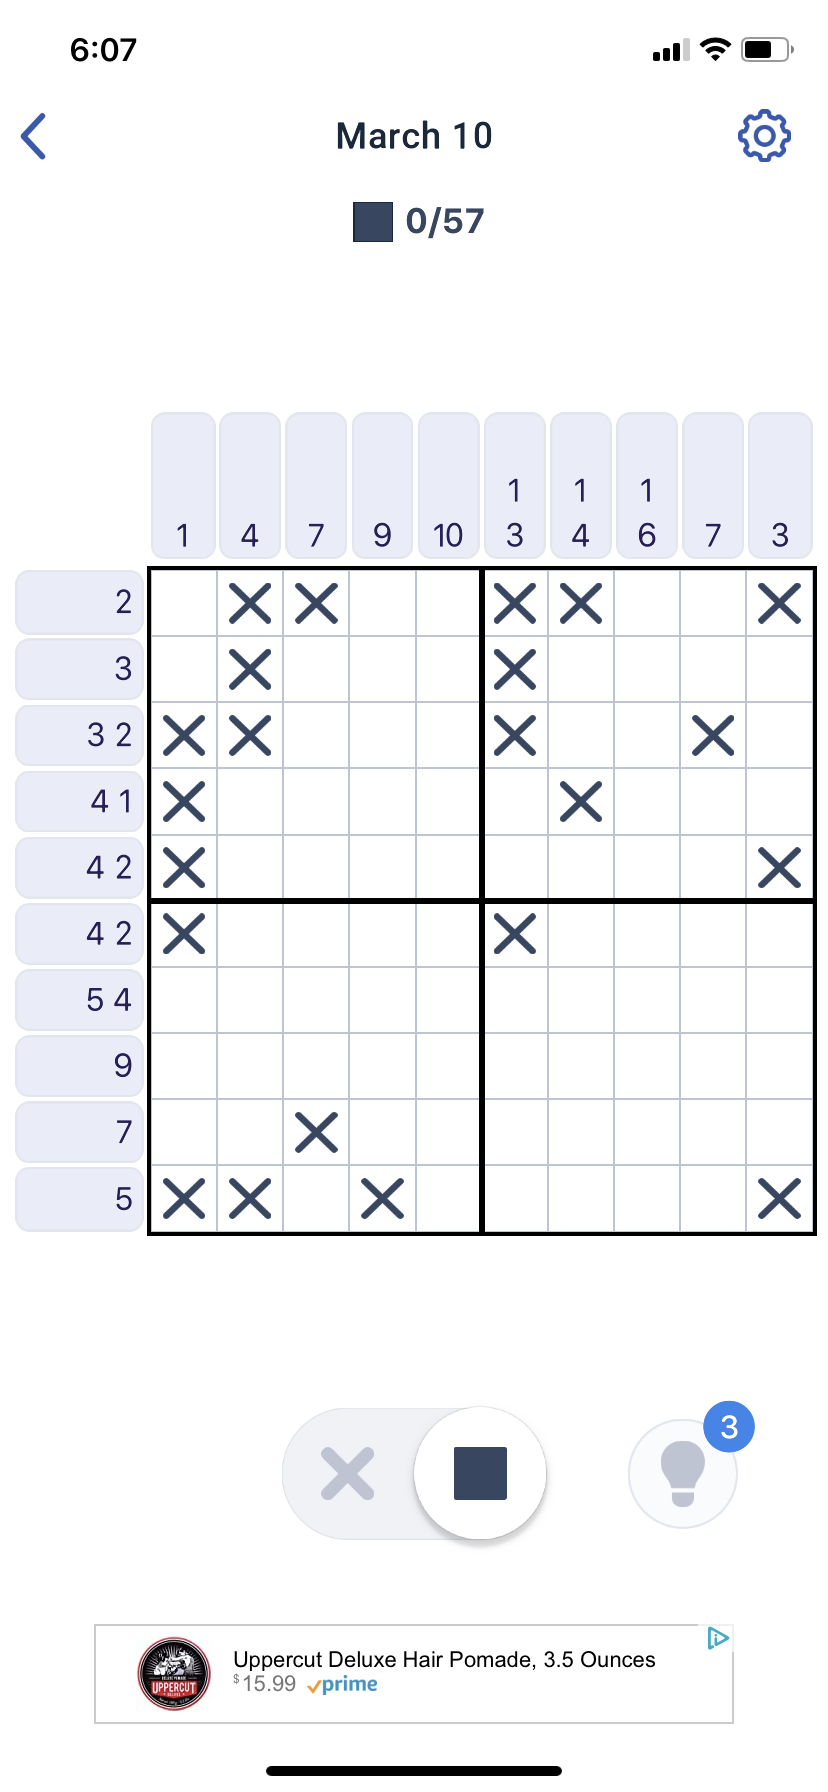 6:07
March 10
0/57
1 1 1
1 4 7 9 10 3 4 6 7 3
2
3
3 2
4 1
4 2
4 2
5 4
9
7
5
3
Uppercut Deluxe Hair Pomade, 3.5 Ounces
$15.99 prime
UPPERCUT